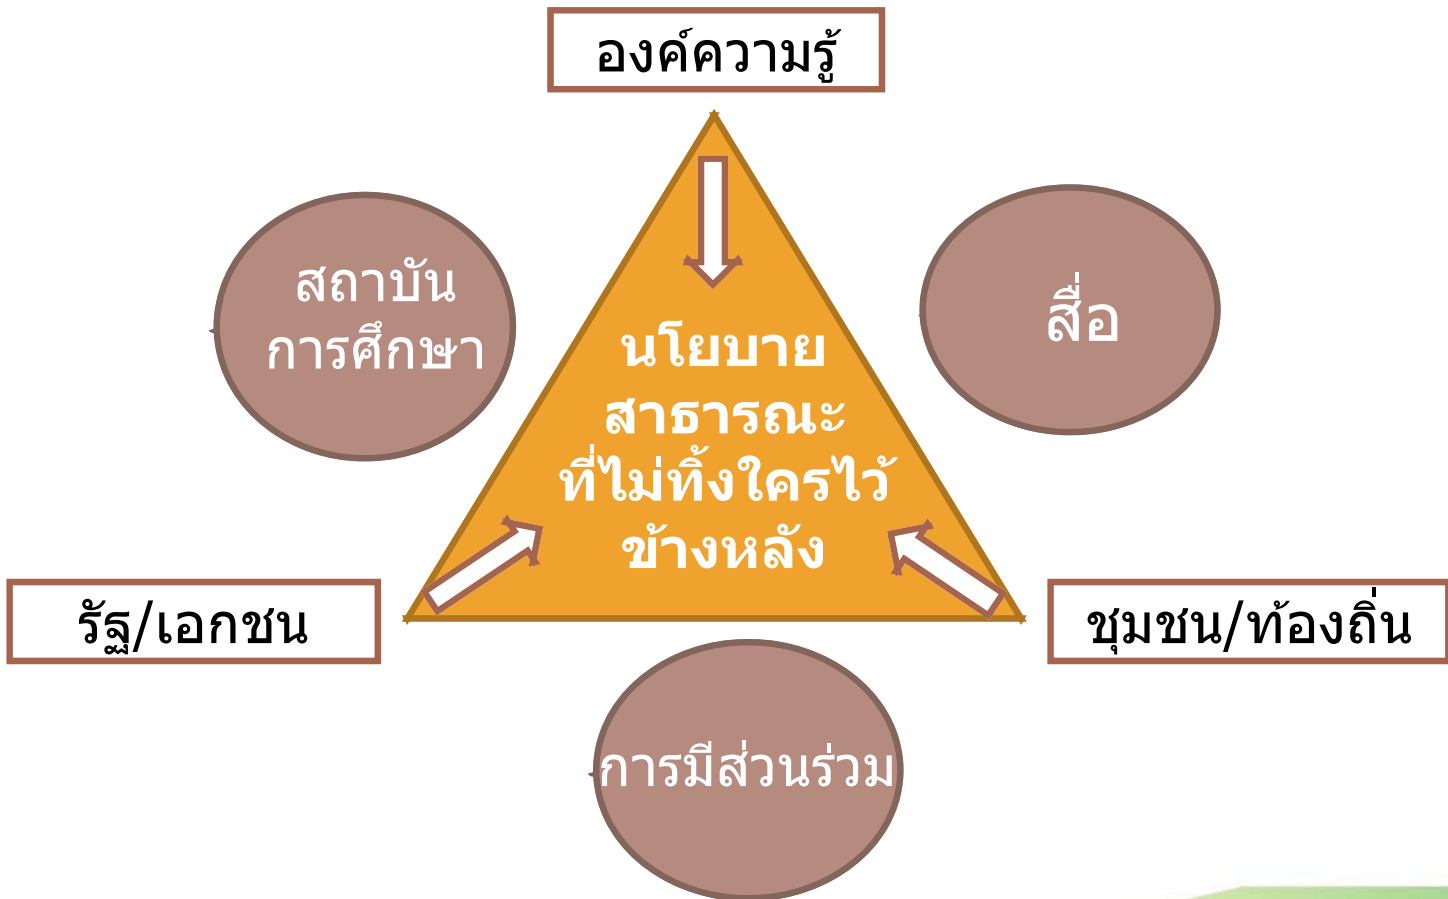 องค์ความรู้
สถาบัน
การศึกษา
สื่อ
นโยบาย
สาธารณะ
ที่ไม่ทิ้งใครไว้
ข้างหลัง
รัฐ/เอกชน
ชุมชน/ท้องถิ่น
การมีส่วนร่วม